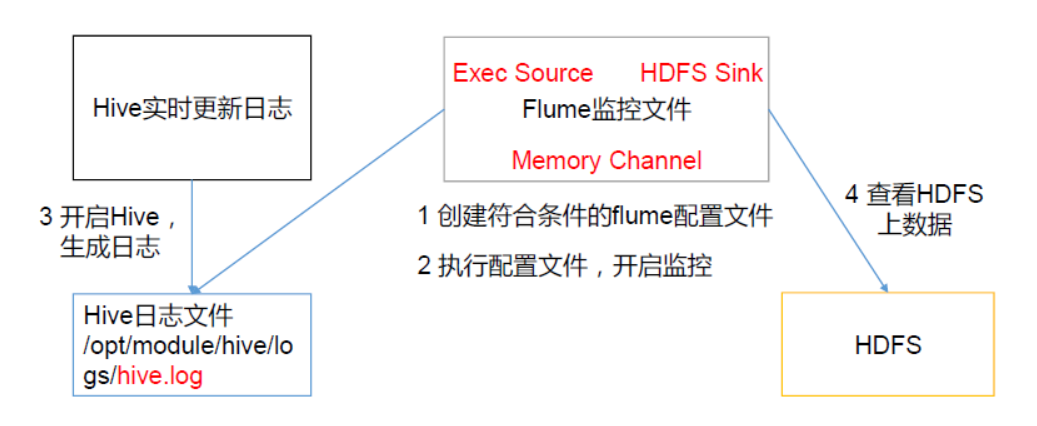 Hive实时更新日志
Exec Source HDFS Sink
Flume监控文件
Memory Channel
3 开启Hive，
生成日志
1 创建符合条件的flume配置文件
2 执行配置文件，开启监控
4 查看HDFS
上数据
Hive日志文件
/opt/module/hive/lo
gs/hive.log
HDFS